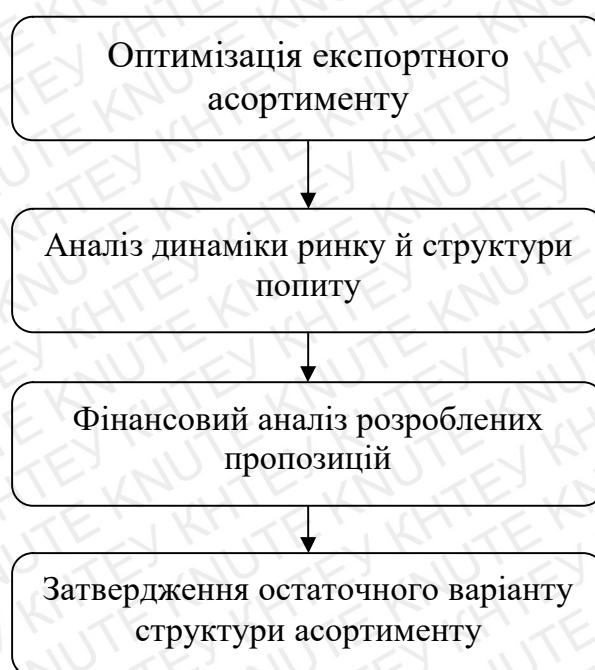 Оптимізація експортного
асортименту
Аналіз динаміки ринку й структури
попиту
Фінансовий аналіз розроблених
пропозицій
Затвердження остаточного варіанту
структури асортименту